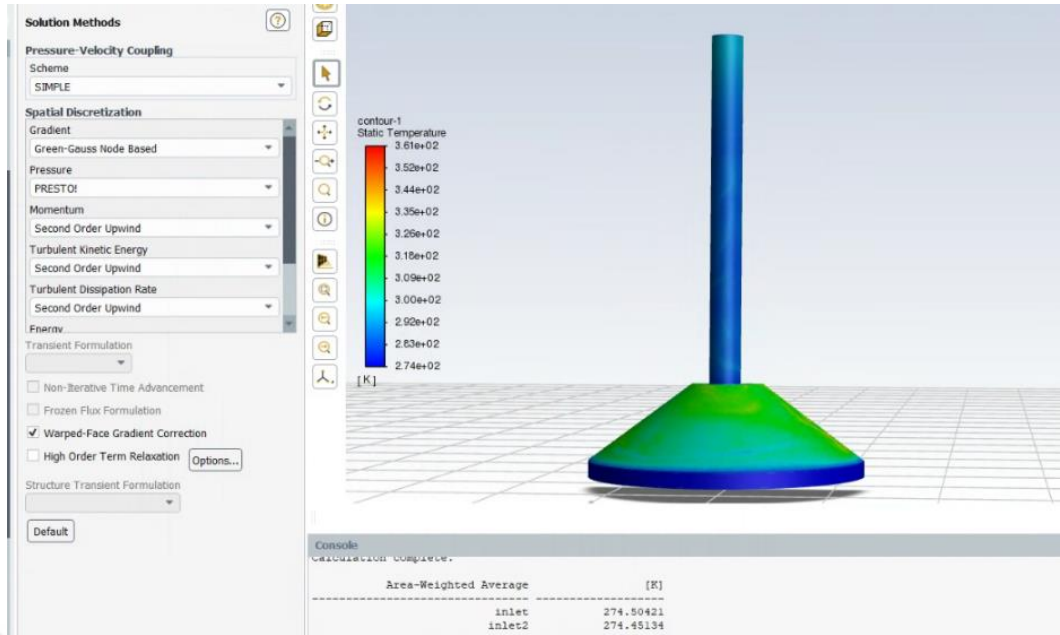 Solution Methods
?
Pressure-Velocity Coupling
Scheme
SIMPLE
Spatial Discretization
Gradient
Green-Gauss Node Based
Pressure
PRESTO!
Momentum
Second Order Upwind
Turbulent Kinetic Energy
Second Order Upwind
Turbulent Dissipation Rate
Second Order Upwind
Energy
Transient Formulation
Non-Iterative Time Advancement
Frozen Flux Formulation
Warped-Face Gradient Correction
High Order Term Relaxation Options...
Structure Transient Formulation
Default
contour-1
Static Temperature
3.61e+02
3.52e+02
3.44e+02
3.35e+02
3.26e+02
3.18e+02
3.09e+02
3.00e+02
2.92e+02
2.83e+02
2.74e+02
[K]
Console
Calculation complete.
Area-Weighted Average [K]
-------------------------------- -------------------
inlet 274.50421
inlet2 274.45134